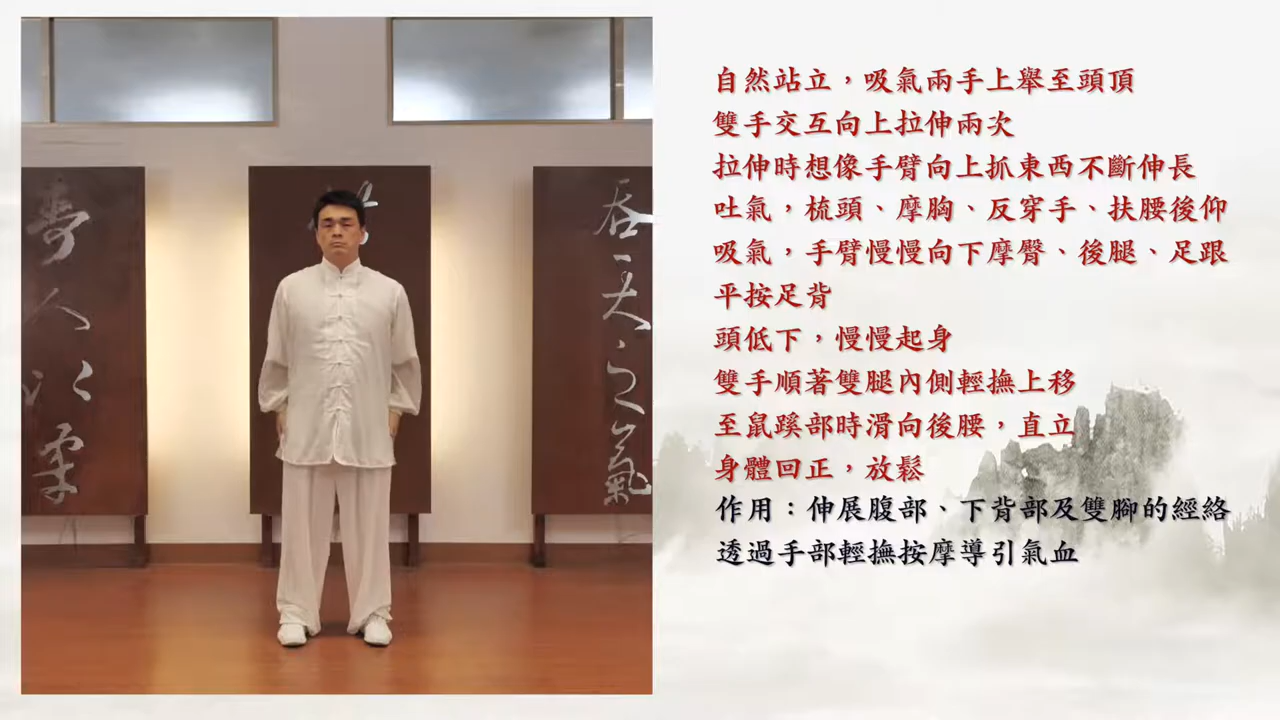 自然站立，吸氣兩手上舉至頭頂
雙手交互向上拉伸兩次
拉伸時想像手臂向上抓東西不斷伸長
吐氣，梳頭、摩胸、反穿手、扶腰後仰
吸氣，手臂慢慢向下摩臀、後腿、足跟
平按足背
頭低下，慢慢起身
雙手順著雙腿內側輕撫上移
至鼠蹊部時滑向後腰，直立
身體回正，放鬆
作用：伸展腹部、下背部及雙腳的經絡
透過手部輕撫按摩導引氣血
吞天之氣